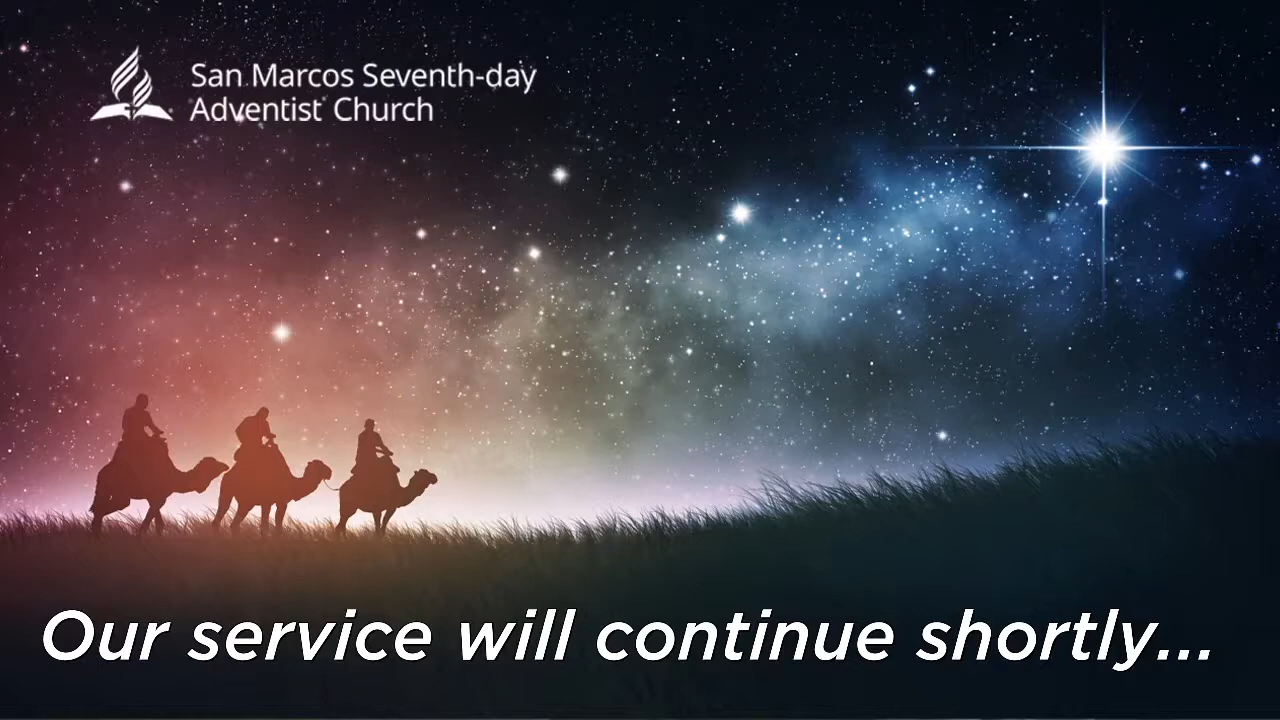 San Marcos Seventh-day
Adventist Church
Our service will continue shortly...